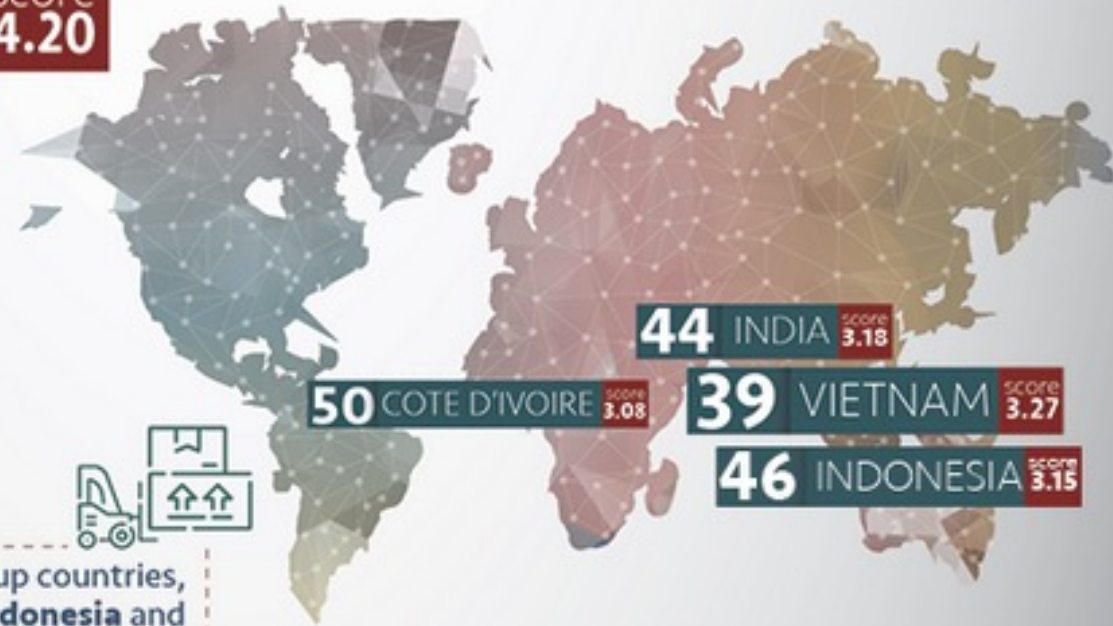 score
4.20
44 INDIA score 3.18
50 COTE D'IVOIRE score 3.08
39 VIETNAM score 3.27
46 INDONESIA score 3.15
up countries,
donesia and